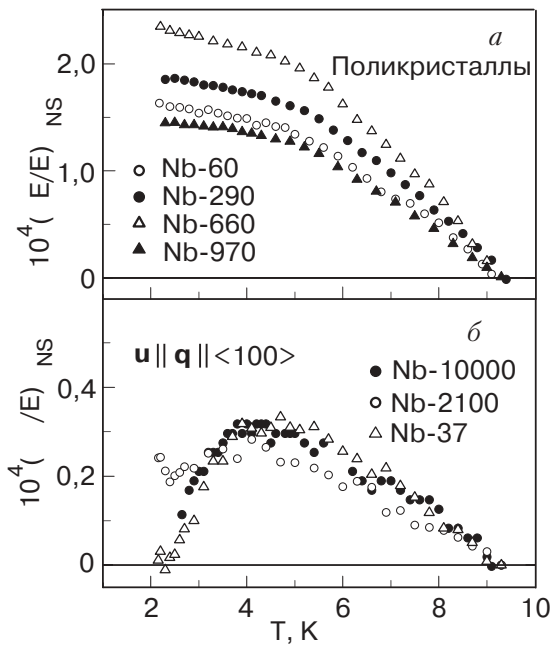 а
Поликристаллы
2,0
1,0
0
10⁴( E/E) NS
Nb-60
Nb-290
Nb-660
Nb-970
б
u || q || <100>
Nb-10000
Nb-2100
Nb-37
0,4
0,2
0
10⁴( /E) NS
2 4 6 8 10
T, K